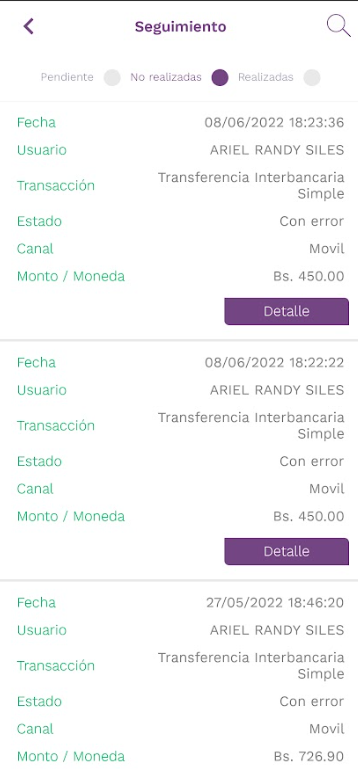 Seguimiento
Pendiente No realizadas Realizadas
Fecha 08/06/2022 18:23:36
Usuario ARIEL RANDY SILES
Transacción Transferencia Interbancaria
Simple
Estado Con error
Canal Movil
Monto / Moneda Bs. 450.00
Detalle
Fecha 08/06/2022 18:22:22
Usuario ARIEL RANDY SILES
Transacción Transferencia Interbancaria
Simple
Estado Con error
Canal Movil
Monto / Moneda Bs. 450.00
Detalle
Fecha 27/05/2022 18:46:20
Usuario ARIEL RANDY SILES
Transacción Transferencia Interbancaria
Simple
Estado Con error
Canal Movil
Monto / Moneda Bs. 726.90